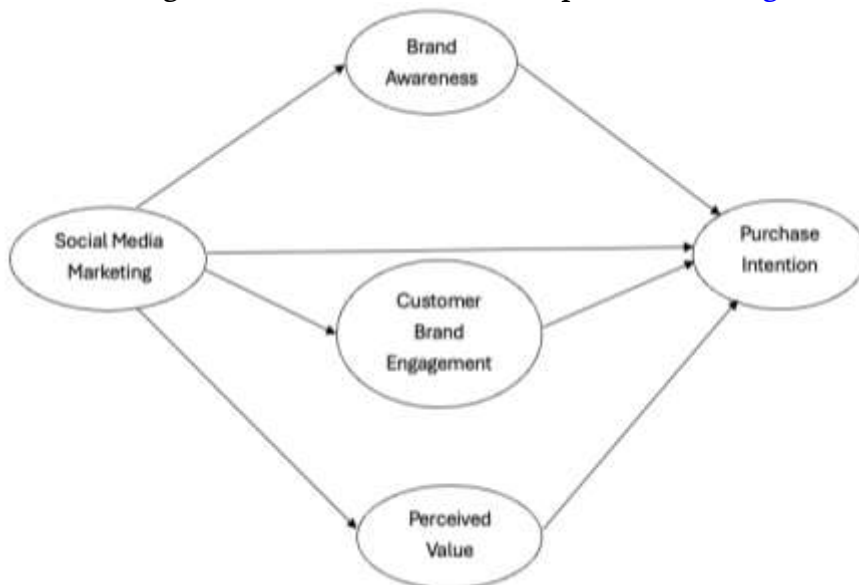 Brand
Awareness
Social Media
Marketing
Purchase
Intention
Customer
Brand
Engagement
Perceived
Value